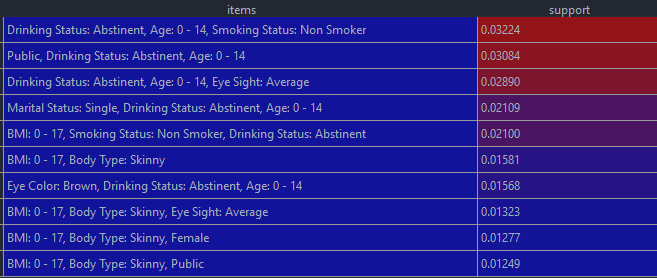 items support
Drinking Status: Abstinent, Age: 0 - 14, Smoking Status: Non Smoker 0.03224
Public, Drinking Status: Abstinent, Age: 0 - 14 0.03084
Drinking Status: Abstinent, Age: 0 - 14, Eye Sight: Average 0.02890
Marital Status: Single, Drinking Status: Abstinent, Age: 0 - 14 0.02109
BMI: 0 - 17, Smoking Status: Non Smoker, Drinking Status: Abstinent 0.02100
BMI: 0 - 17, Body Type: Skinny 0.01581
Eye Color: Brown, Drinking Status: Abstinent, Age: 0 - 14 0.01568
BMI: 0 - 17, Body Type: Skinny, Eye Sight: Average 0.01323
BMI: 0 - 17, Body Type: Skinny, Female 0.01277
BMI: 0 - 17, Body Type: Skinny, Public 0.01249